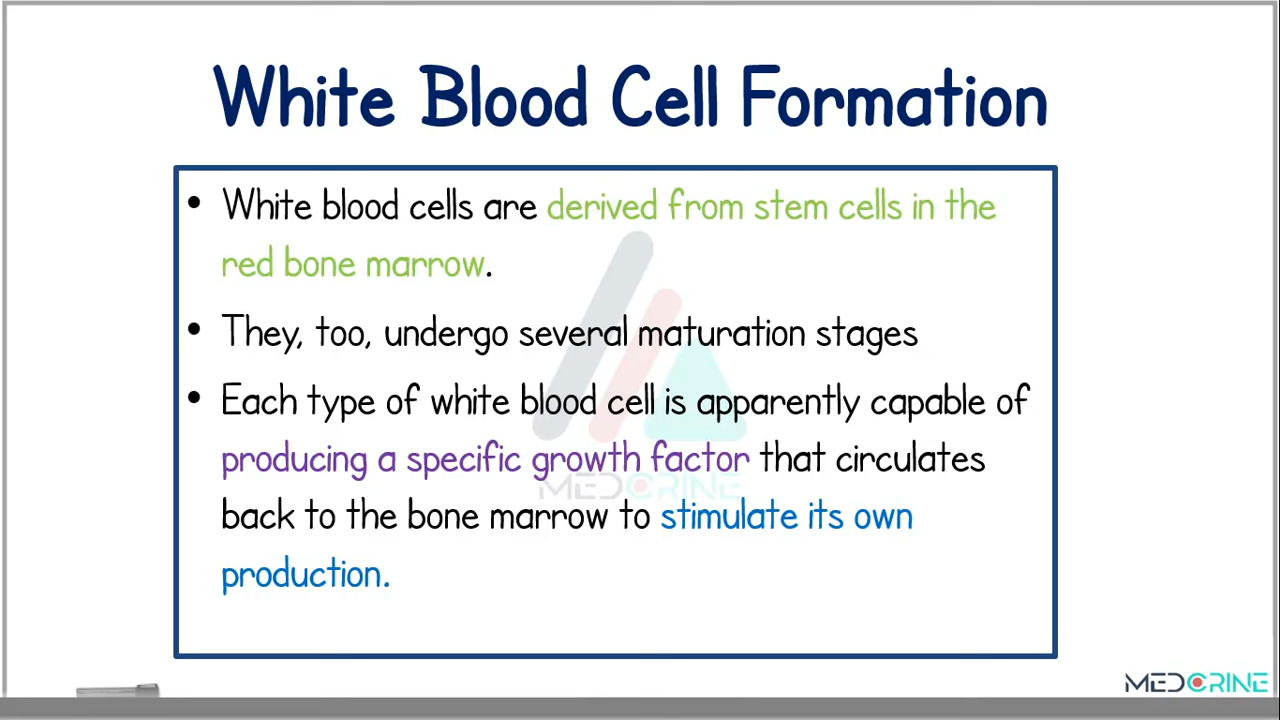 White Blood Cell Formation
• White blood cells are derived from stem cells in the
red bone marrow.
• They, too, undergo several maturation stages
• Each type of white blood cell is apparently capable of
producing a specific growth factor that circulates
back to the bone marrow to stimulate its own
production.
MEDCRINE
MEDCRINE